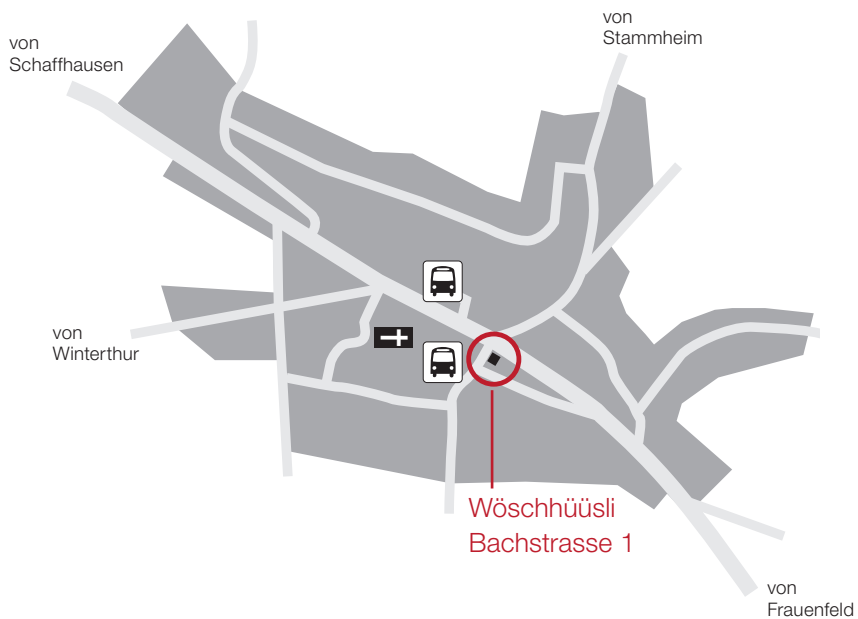 von
Schaffhausen
von
Stammheim
von
Winterthur
Wöschhüüsli
Bachstrasse 1
von
Frauenfeld